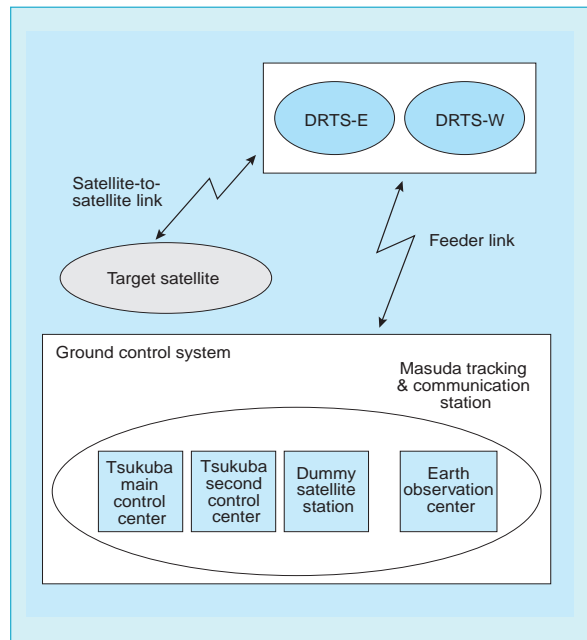 DRTS-E
DRTS-W
Satellite-to-
satellite link
Feeder link
Target satellite
Ground control system
Masuda tracking
& communication
station
Tsukuba
main
control
center
Tsukuba
second
control
center
Dummy
satellite
station
Earth
observation
center